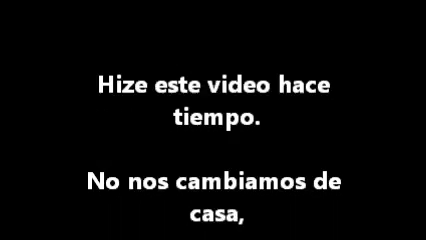 Hize este video hace
tiempo.
No nos cambiamos de
casa,